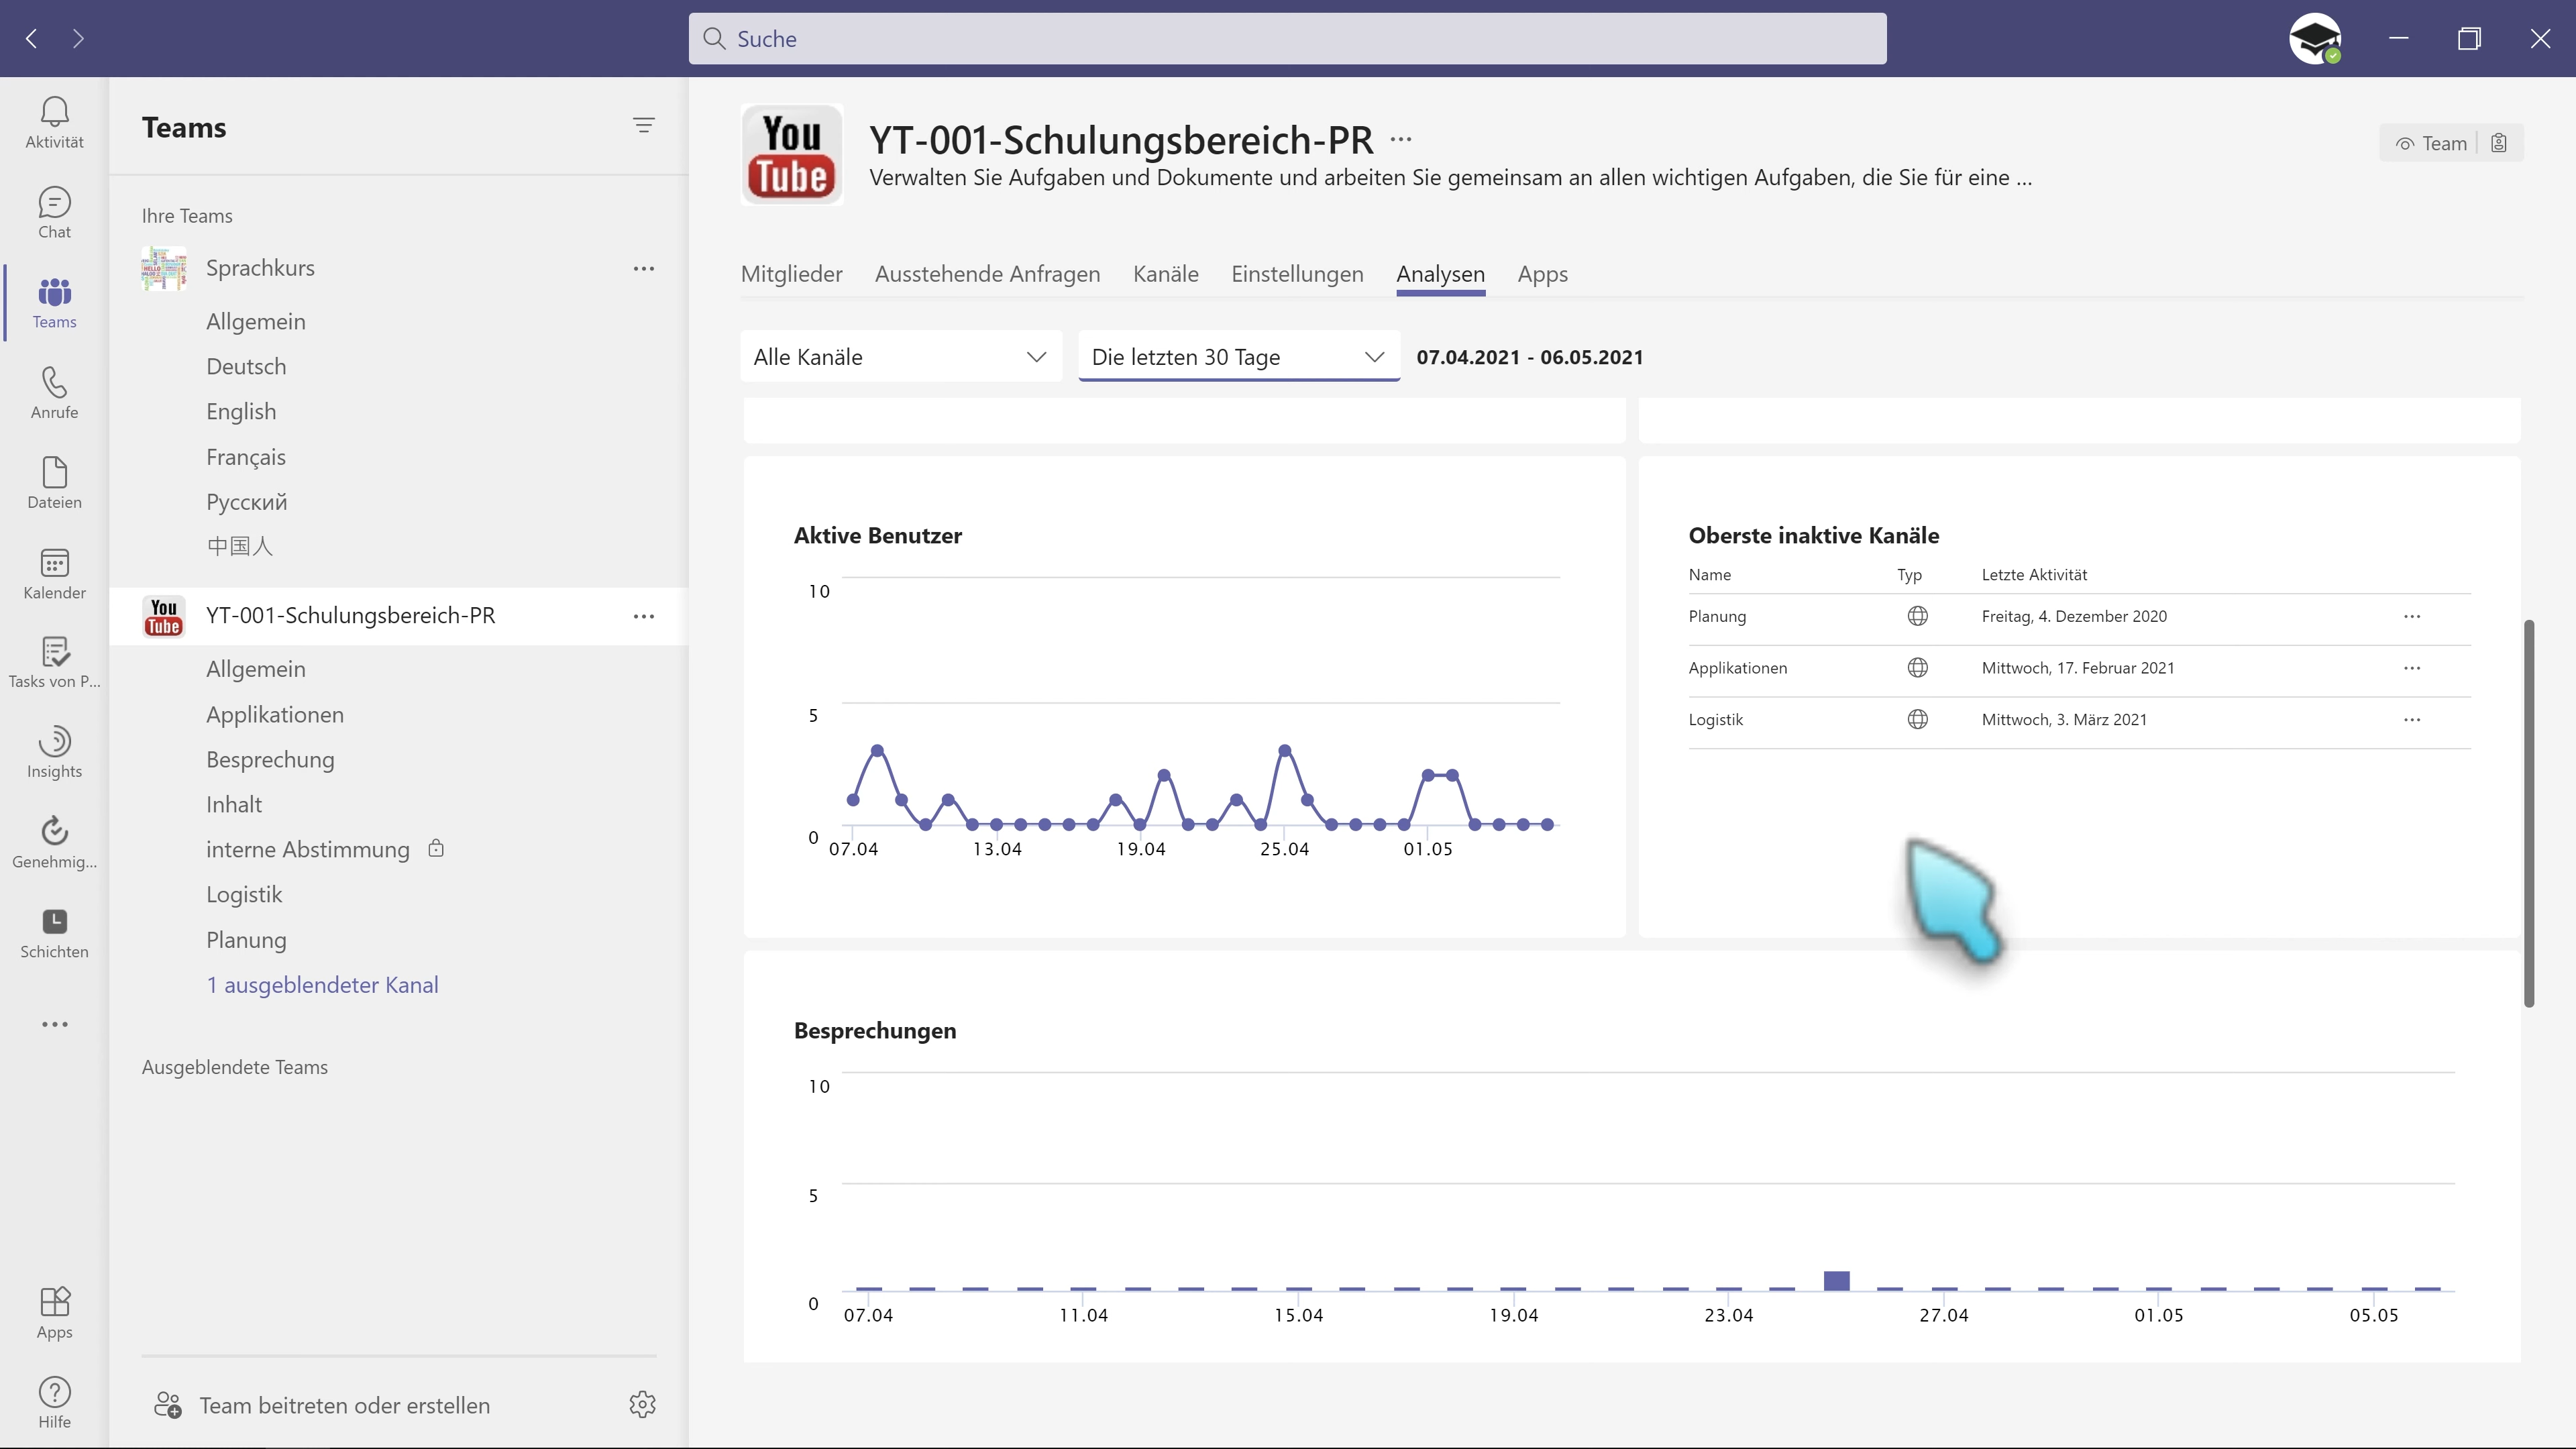 Suche
Aktivität
Chat
Teams
Anrufe
Dateien
Kalender
Tasks von P...
Insights
Genehmig...
Schichten
Apps
Hilfe
Teams
Ihre Teams
Sprachkurs
Allgemein
Deutsch
English
Français
Русский
中国人
You
Tube
YT-001-Schulungsbereich-PR
Allgemein
Applikationen
Besprechung
Inhalt
interne Abstimmung
Logistik
Planung
1 ausgeblendeter Kanal
Ausgeblendete Teams
Team beitreten oder erstellen
You
Tube
YT-001-Schulungsbereich-PR
Verwalten Sie Aufgaben und Dokumente und arbeiten Sie gemeinsam an allen wichtigen Aufgaben, die Sie für eine ...
Team
Mitglieder Ausstehende Anfragen Kanäle Einstellungen Analysen Apps
Alle Kanäle Die letzten 30 Tage 07.04.2021 - 06.05.2021
Aktive Benutzer
10
5
0
07.04 13.04 19.04 25.04 01.05
Oberste inaktive Kanäle
Name Typ Letzte Aktivität
Planung Freitag, 4. Dezember 2020
Applikationen Mittwoch, 17. Februar 2021
Logistik Mittwoch, 3. März 2021
Besprechungen
10
5
0
07.04 11.04 15.04 19.04 23.04 27.04 01.05 05.05